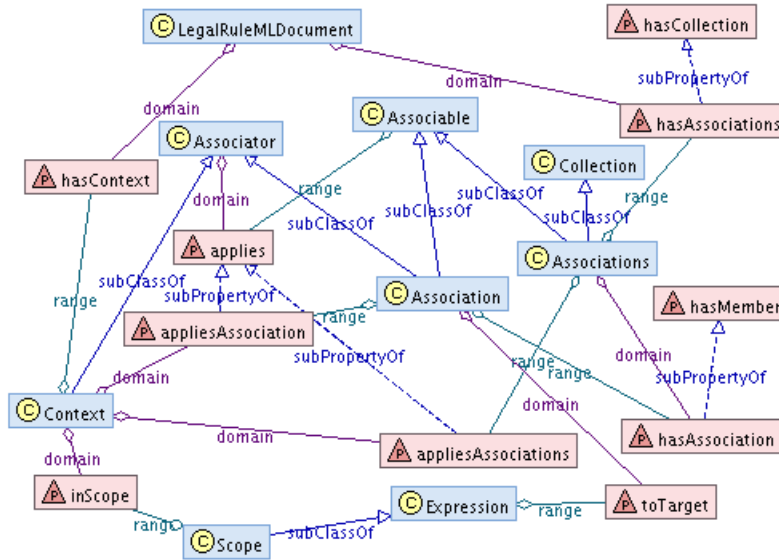 C LegalRuleMLDocument
P hasCollection
subPropertyOf
domain
domain
C Associator
C Associable
P hasAssociations
P hasContext
C Collection
domain
range
subClassOf
subClassOf
range
P applies
subClassOf
subClassOf
C Associations
range
subClassOf
subPropertyOf
C Association
P hasMember
P appliesAssociation
range
subPropertyOf
range
range
subPropertyOf
domain
C Context
domain
domain
domain
P hasAssociation
domain
P appliesAssociations
P inScope
C Expression
range
P toTarget
range
C Scope
subClassOf